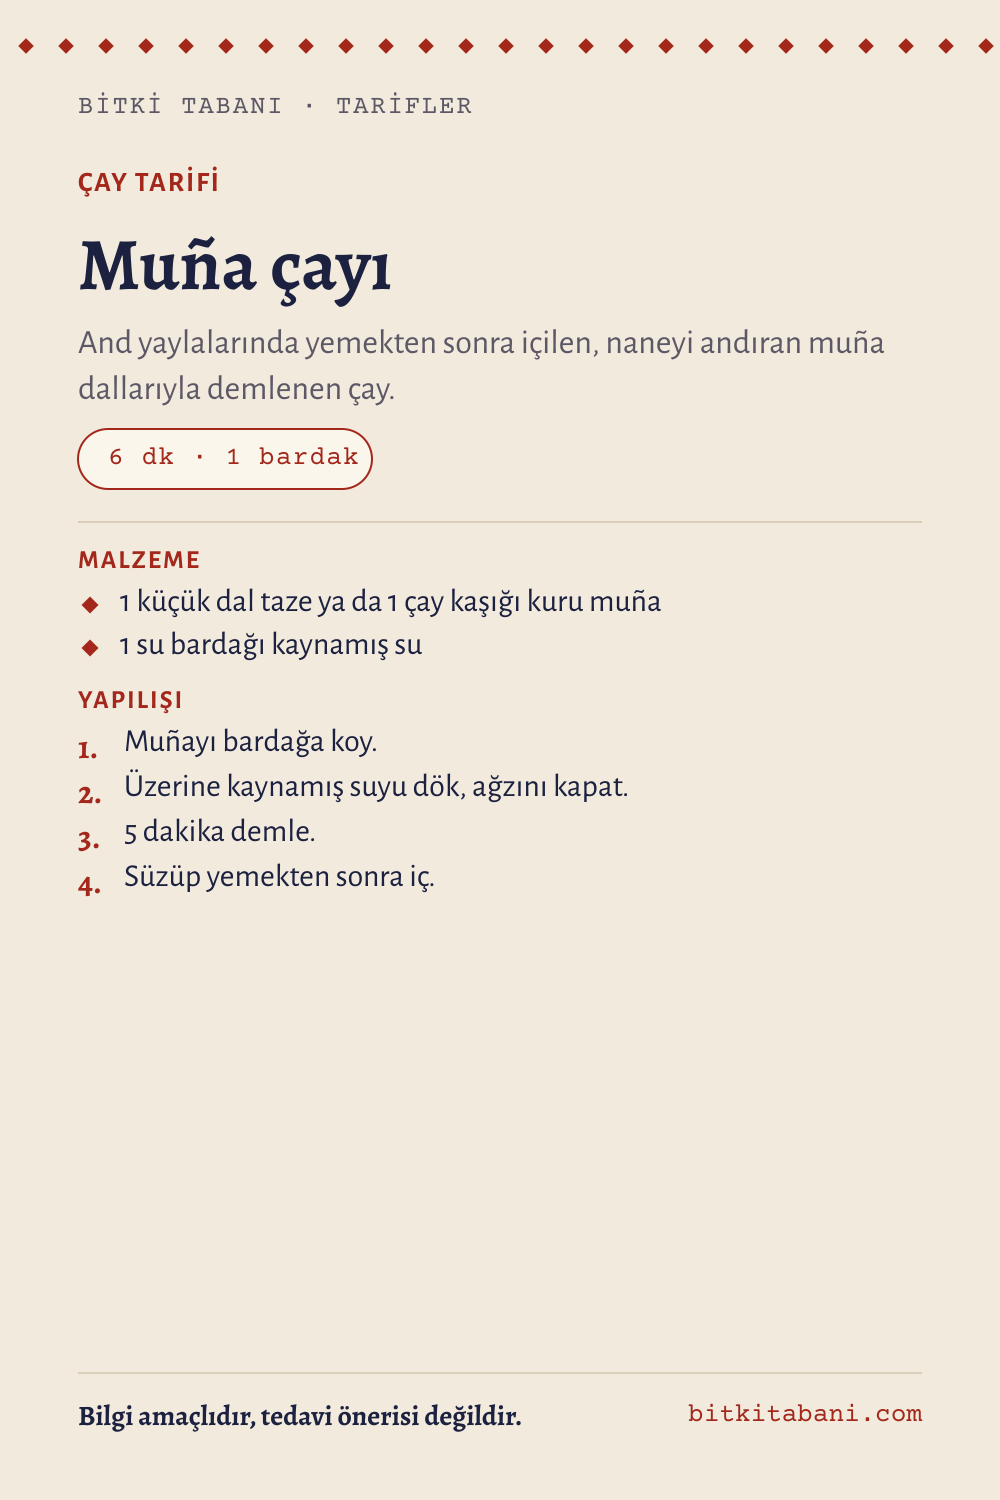 BİTKİ TABANI · TARİFLER
ÇAY TARİFİ
Muña çayı
And yaylalarında yemekten sonra içilen, naneyi andıran muña
dallarıyla demlenen çay.
6 dk · 1 bardak
MALZEME
◆ 1 küçük dal taze ya da 1 çay kaşığı kuru muña
◆ 1 su bardağı kaynamış su
YAPILIŞI
1. Muñayı bardağa koy.
2. Üzerine kaynamış suyu dök, ağzını kapat.
3. 5 dakika demle.
4. Süzüp yemekten sonra iç.
Bilgi amaçlıdır, tedavi önerisi değildir.
bitkitabani.com